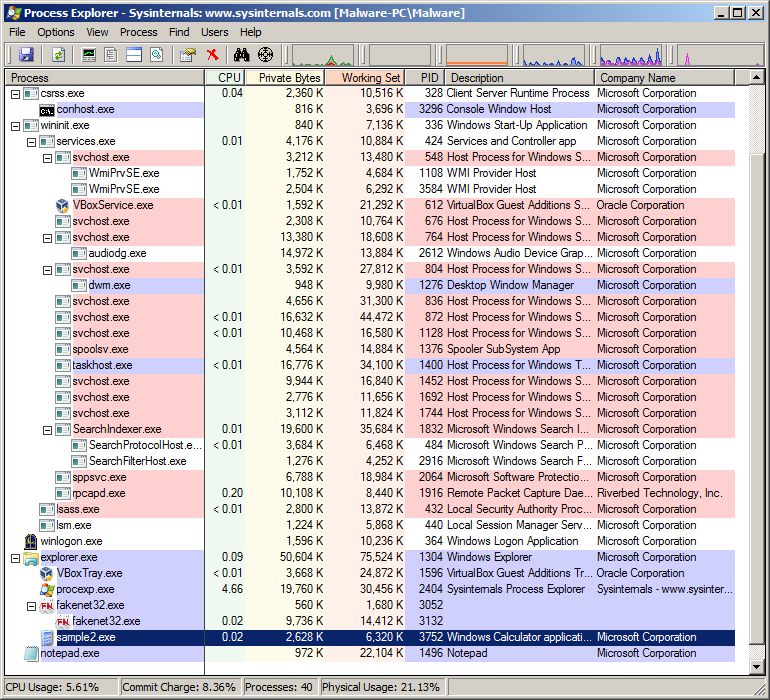 Process Explorer - Sysinternals: www.sysinternals.com [Malware-PC\Malware]
File Options View Process Find Users Help
Process CPU Private Bytes Working Set PID Description Company Name
csrss.exe 0.04 2,360 K 10,516 K 328 Client Server Runtime Process Microsoft Corporation
conhost.exe 816 K 3,696 K 3296 Console Window Host Microsoft Corporation
wininit.exe 840 K 7,136 K 336 Windows Start-Up Application Microsoft Corporation
services.exe 0.01 4,176 K 10,884 K 424 Services and Controller app Microsoft Corporation
svchost.exe 3,212 K 13,480 K 548 Host Process for Windows S... Microsoft Corporation
WmiPrvSE.exe 1,752 K 4,684 K 1108 WMI Provider Host Microsoft Corporation
WmiPrvSE.exe 2,504 K 6,292 K 3584 WMI Provider Host Microsoft Corporation
VBoxService.exe < 0.01 1,592 K 21,292 K 612 VirtualBox Guest Additions S... Oracle Corporation
svchost.exe 2,308 K 10,764 K 676 Host Process for Windows S... Microsoft Corporation
svchost.exe 13,380 K 18,608 K 764 Host Process for Windows S... Microsoft Corporation
audiodg.exe 14,972 K 13,884 K 2612 Windows Audio Device Grap... Microsoft Corporation
svchost.exe < 0.01 3,592 K 27,812 K 804 Host Process for Windows S... Microsoft Corporation
dwm.exe 948 K 9,980 K 1276 Desktop Window Manager Microsoft Corporation
svchost.exe 4,656 K 31,300 K 836 Host Process for Windows S... Microsoft Corporation
svchost.exe < 0.01 16,632 K 44,472 K 872 Host Process for Windows S... Microsoft Corporation
svchost.exe < 0.01 10,468 K 16,580 K 1128 Host Process for Windows S... Microsoft Corporation
spoolsv.exe 4,564 K 14,884 K 1376 Spooler SubSystem App Microsoft Corporation
taskhost.exe < 0.01 16,776 K 34,100 K 1400 Host Process for Windows T... Microsoft Corporation
svchost.exe 9,944 K 16,840 K 1452 Host Process for Windows S... Microsoft Corporation
svchost.exe 2,776 K 11,656 K 1692 Host Process for Windows S... Microsoft Corporation
svchost.exe 3,112 K 11,824 K 1744 Host Process for Windows S... Microsoft Corporation
SearchIndexer.exe 0.01 19,600 K 35,684 K 1832 Microsoft Windows Search I... Microsoft Corporation
SearchProtocolHost.e... < 0.01 3,684 K 6,468 K 484 Microsoft Windows Search P... Microsoft Corporation
SearchFilterHost.exe 1,276 K 4,252 K 2916 Microsoft Windows Search F... Microsoft Corporation
sppsvc.exe 6,788 K 18,984 K 2064 Microsoft Software Protectio... Microsoft Corporation
rpcapd.exe 0.20 10,108 K 8,440 K 1916 Remote Packet Capture Dae... Riverbed Technology, Inc.
lsass.exe < 0.01 2,800 K 13,872 K 432 Local Security Authority Proc... Microsoft Corporation
lsm.exe 1,224 K 5,868 K 440 Local Session Manager Serv... Microsoft Corporation
winlogon.exe 1,596 K 10,236 K 364 Windows Logon Application Microsoft Corporation
explorer.exe 0.09 50,604 K 75,524 K 1304 Windows Explorer Microsoft Corporation
VBoxTray.exe < 0.01 3,668 K 24,872 K 1596 VirtualBox Guest Additions Tr... Oracle Corporation
procexp.exe 4.66 19,760 K 30,456 K 2404 Sysinternals Process Explorer Sysinternals - www.sysinter...
FN fakenet32.exe 560 K 1,680 K 3052
FN fakenet32.exe 0.02 9,736 K 14,412 K 3132
sample2.exe 0.02 2,628 K 6,320 K 3752 Windows Calculator applicati... Microsoft Corporation
notepad.exe 972 K 22,104 K 1496 Notepad Microsoft Corporation
CPU Usage: 5.61% Commit Charge: 8.36% Processes: 40 Physical Usage: 21.13%